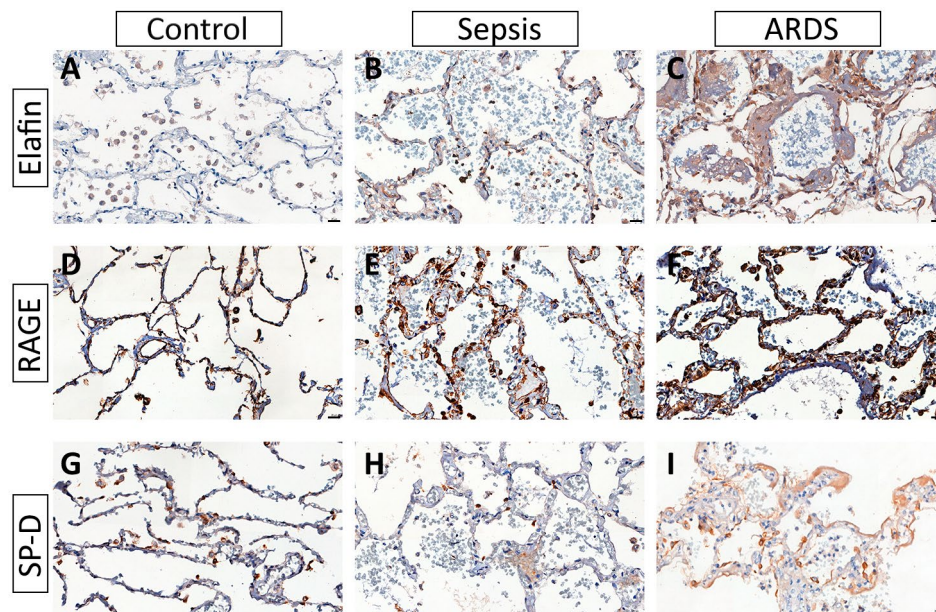 Control Sepsis ARDS
Elafin
A B C
RAGE
D E F
SP-D
G H I